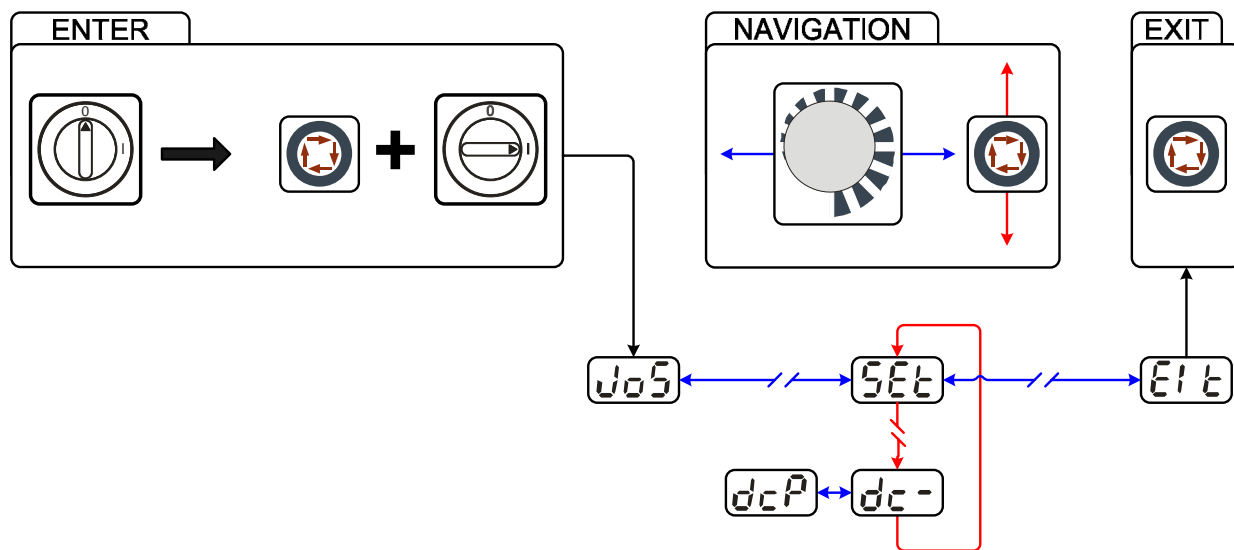 ENTER
NAVIGATION
EXIT
0
I
0
I
JoS
SEt
EIt
dcP
dc-